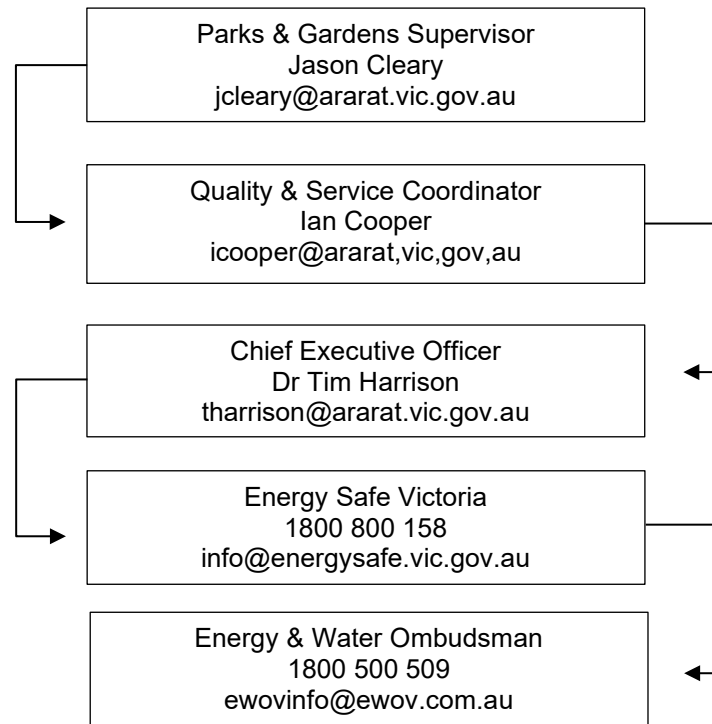 Parks & Gardens Supervisor
Jason Cleary
jcleary@ararat.vic.gov.au
Quality & Service Coordinator
Ian Cooper
icooper@ararat,vic,gov,au
Chief Executive Officer
Dr Tim Harrison
tharrison@ararat.vic.gov.au
Energy Safe Victoria
1800 800 158
info@energysafe.vic.gov.au
Energy & Water Ombudsman
1800 500 509
ewovinfo@ewov.com.au